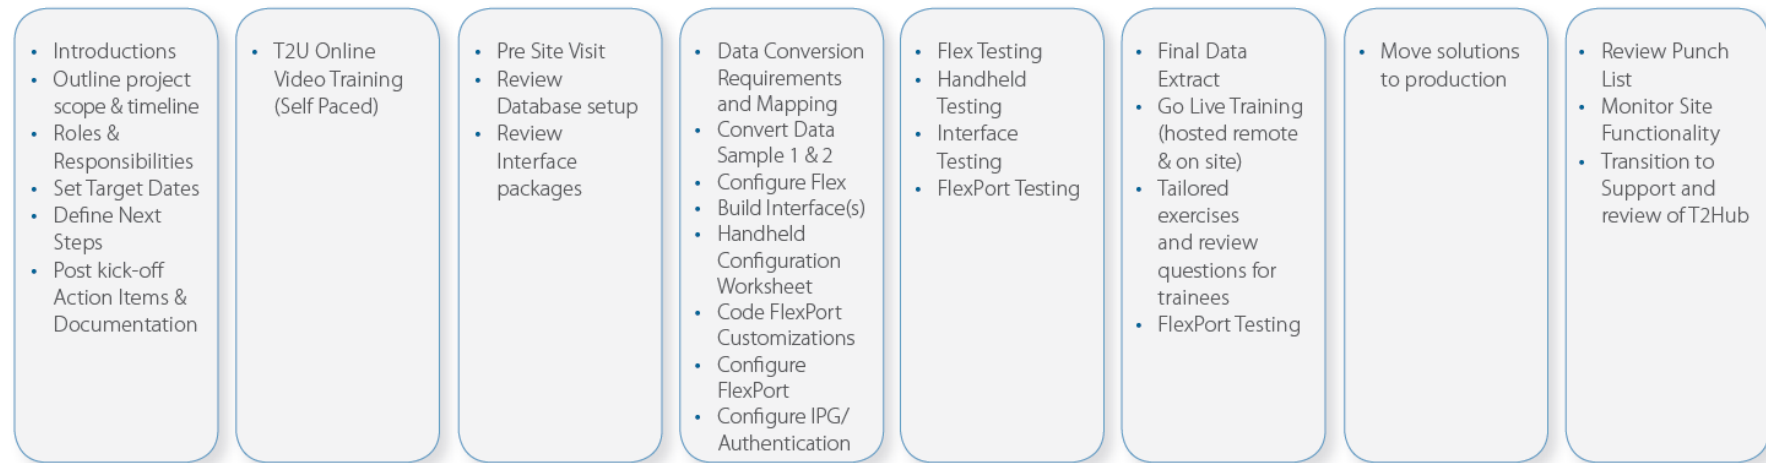 • Introductions
• Outline project
scope & timeline
• Roles &
Responsibilities
• Set Target Dates
• Define Next
Steps
• Post kick-off
Action Items &
Documentation
• T2U Online
Video Training
(Self Paced)
• Pre Site Visit
• Review
Database setup
• Review
Interface
packages
• Data Conversion
Requirements
and Mapping
• Convert Data
Sample 1 & 2
• Configure Flex
• Build Interface(s)
• Handheld
Configuration
Worksheet
• Code FlexPort
Customizations
• Configure
FlexPort
• Configure IPG/
Authentication
• Flex Testing
• Handheld
Testing
• Interface
Testing
• FlexPort Testing
• Final Data
Extract
• Go Live Training
(hosted remote
& on site)
• Tailored
exercises
and review
questions for
trainees
• FlexPort Testing
• Move solutions
to production
• Review Punch
List
• Monitor Site
Functionality
• Transition to
Support and
review of T2Hub